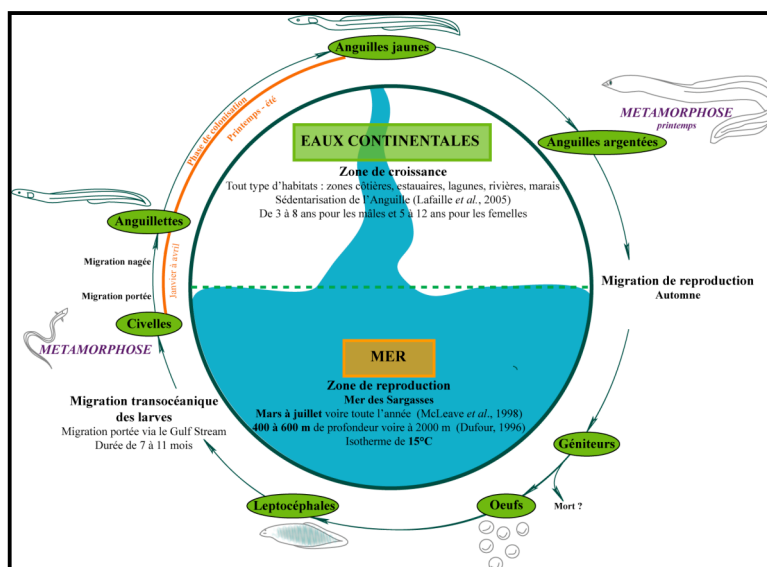 Anguilles jaunes
Phase de colonisation
Printemps - été
METAMORPHOSE
printemps
EAUX CONTINENTALES
Anguilles argentées
Zone de croissance
Tout type d'habitats : zones côtières, estauaires, lagunes, rivières, marais
Sédentarisation de l'Anguille (Lafaille et al., 2005)
De 3 à 8 ans pour les mâles et 5 à 12 ans pour les femelles
Anguillettes
Migration nagée
Janvier à avril
Migration portée
Migration de reproduction
Automne
Civelles
METAMORPHOSE
MER
Zone de reproduction
Mer des Sargasses
Mars à juillet voire toute l'année (McLeave et al., 1998)
400 à 600 m de profondeur voire à 2000 m (Dufour, 1996)
Isotherme de 15°C
Migration transocéanique
des larves
Migration portée via le Gulf Stream
Durée de 7 à 11 mois
Géniteurs
Leptocéphales
Oeufs
Mort ?